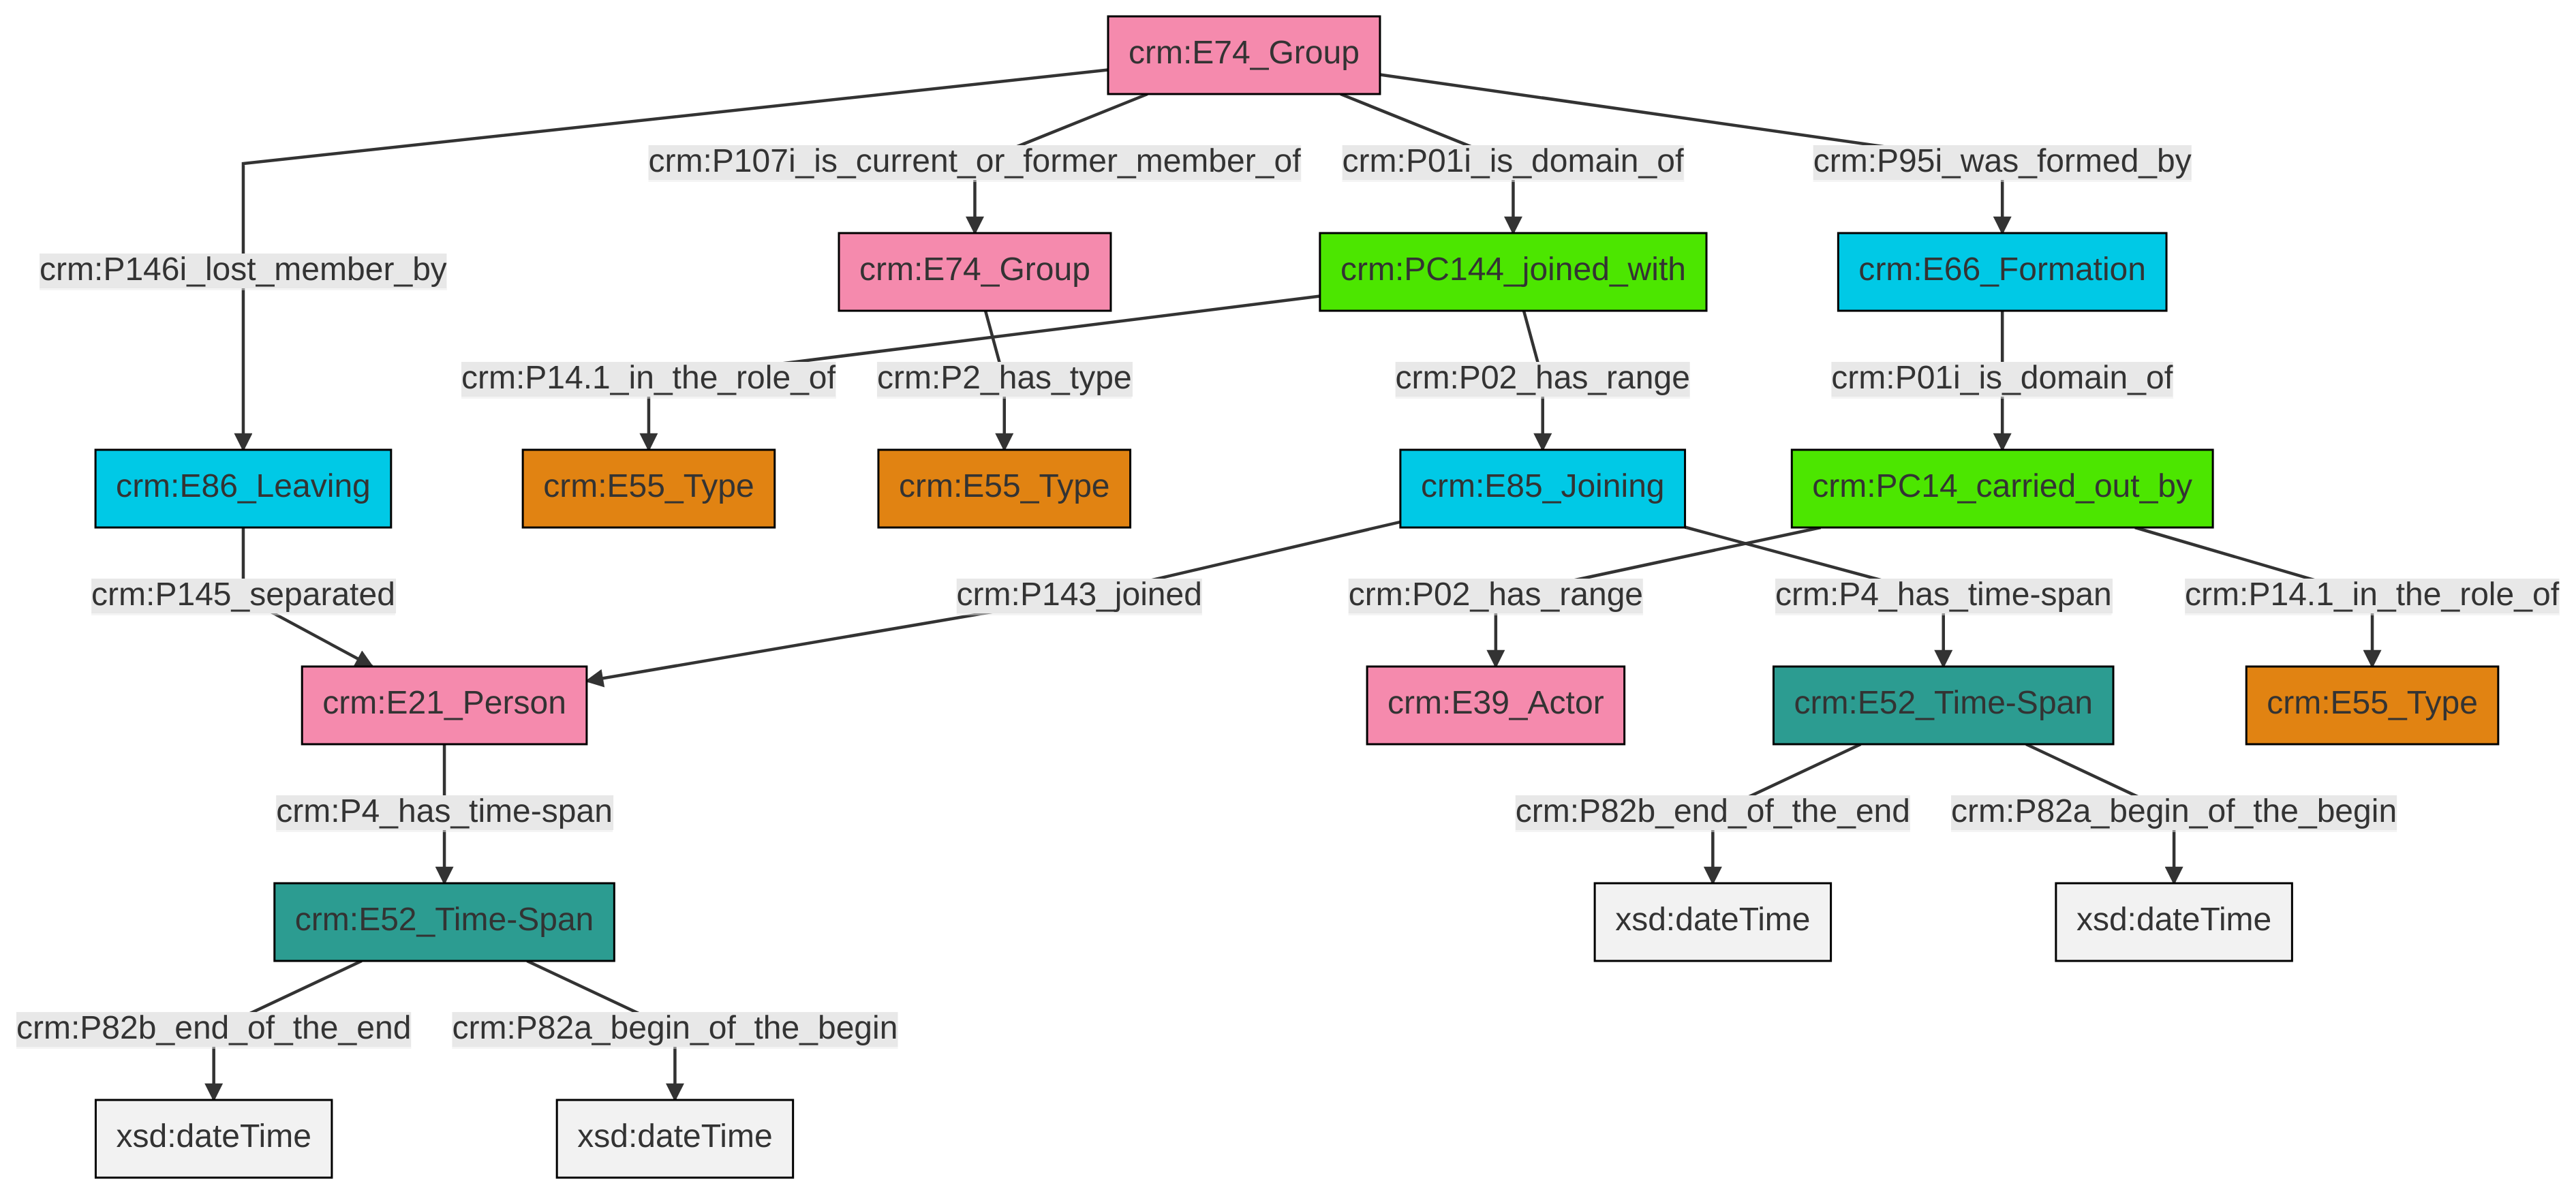 crm:E74_Group
crm:P107i_is_current_or_former_member_of
crm:P01i_is_domain_of
crm:P95i_was_formed_by
crm:P146i_lost_member_by
crm:E74_Group
crm:PC144_joined_with
crm:E66_Formation
crm:P14.1_in_the_role_of
crm:P2_has_type
crm:P02_has_range
crm:P01i_is_domain_of
crm:E86_Leaving
crm:E55_Type
crm:E55_Type
crm:E85_Joining
crm:PC14_carried_out_by
crm:P145_separated
crm:P143_joined
crm:P02_has_range
crm:P4_has_time-span
crm:P14.1_in_the_role_of
crm:E21_Person
crm:E39_Actor
crm:E52_Time-Span
crm:E55_Type
crm:P4_has_time-span
crm:P82b_end_of_the_end
crm:P82a_begin_of_the_begin
crm:E52_Time-Span
xsd:dateTime
xsd:dateTime
crm:P82b_end_of_the_end
crm:P82a_begin_of_the_begin
xsd:dateTime
xsd:dateTime